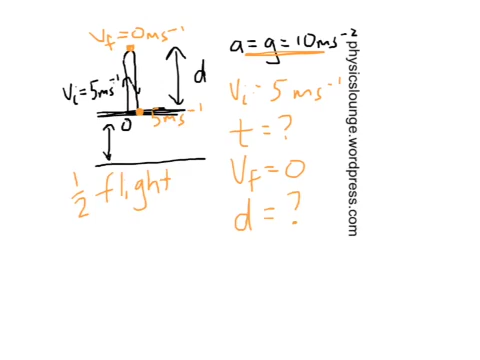 Vf = 0ms⁻¹
a = g = 10ms⁻²
d
Vi = 5ms⁻¹
Vi = 5ms⁻¹
0
5ms⁻¹
t = ?
Vf = 0
½ flight
d = ?
physicslounge.wordpress.com